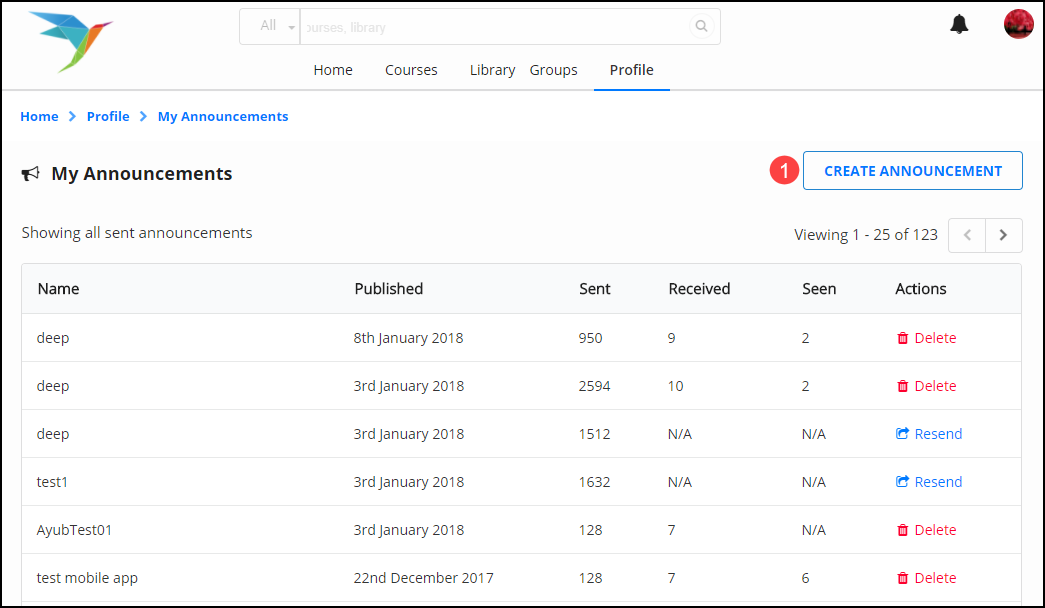 All
ourses, library
Home Courses Library Groups Profile
Home Profile My Announcements
My Announcements
1 CREATE ANNOUNCEMENT
Showing all sent announcements
Viewing 1 - 25 of 123
Name Published Sent Received Seen Actions
deep 8th January 2018 950 9 2 Delete
deep 3rd January 2018 2594 10 2 Delete
deep 3rd January 2018 1512 N/A N/A Resend
test1 3rd January 2018 1632 N/A N/A Resend
AyubTest01 3rd January 2018 128 7 N/A Delete
test mobile app 22nd December 2017 128 7 6 Delete